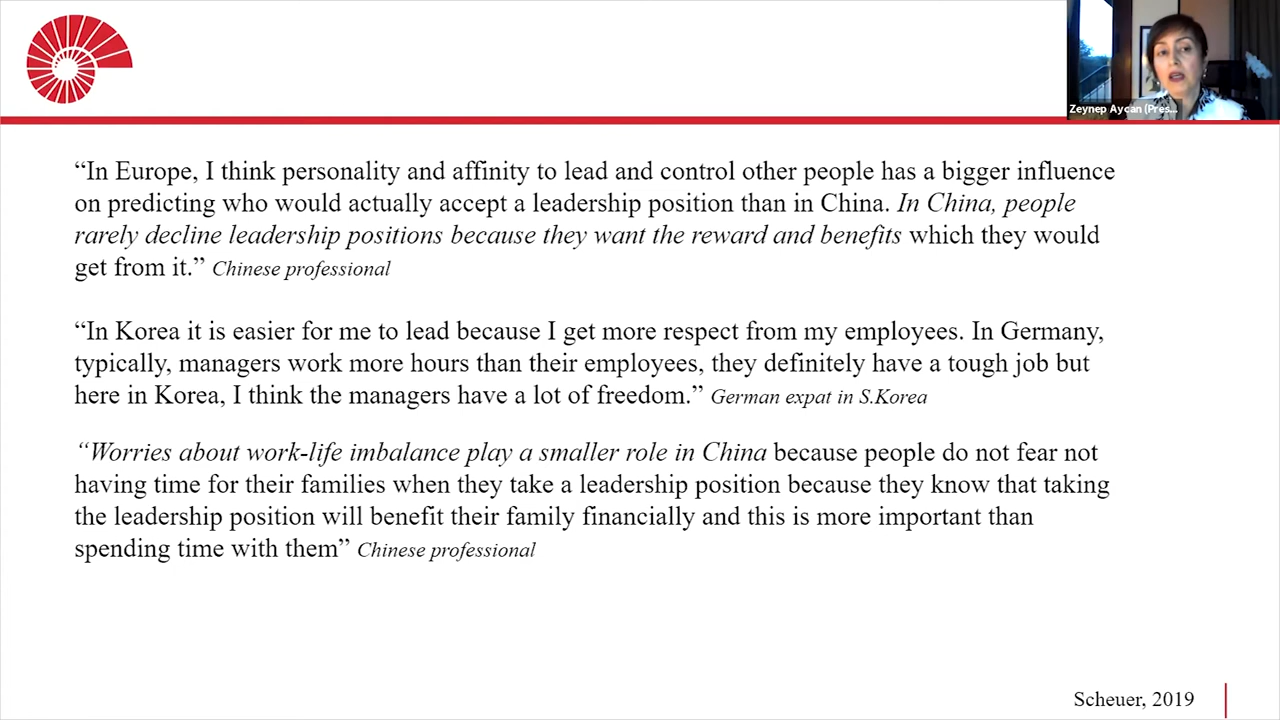 Zeynep Aycan (Pres...
“In Europe, I think personality and affinity to lead and control other people has a bigger influence
on predicting who would actually accept a leadership position than in China. In China, people
rarely decline leadership positions because they want the reward and benefits which they would
get from it.” Chinese professional
“In Korea it is easier for me to lead because I get more respect from my employees. In Germany,
typically, managers work more hours than their employees, they definitely have a tough job but
here in Korea, I think the managers have a lot of freedom.” German expat in S.Korea
“Worries about work-life imbalance play a smaller role in China because people do not fear not
having time for their families when they take a leadership position because they know that taking
the leadership position will benefit their family financially and this is more important than
spending time with them” Chinese professional
Scheuer, 2019